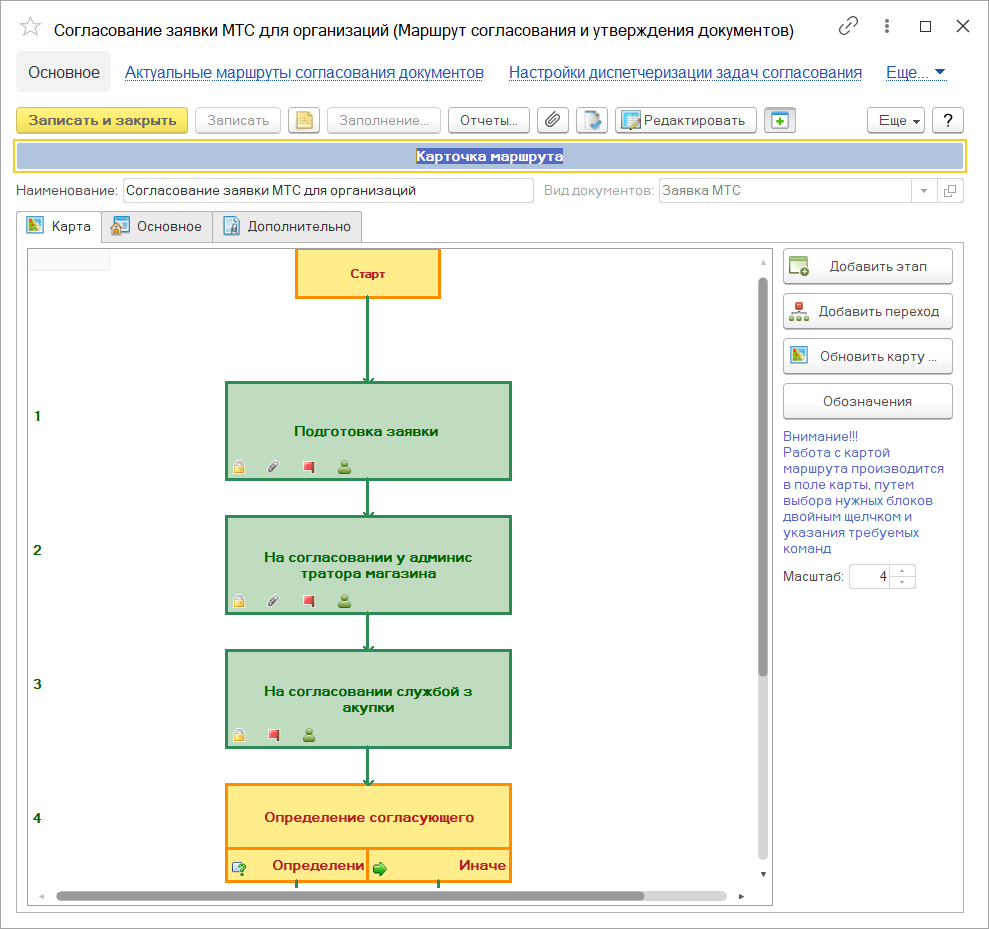 Согласование заявки МТС для организаций (Маршрут согласования и утверждения документов)
Основное Актуальные маршруты согласования документов Настройки диспетчеризации задач согласования Еще...
Записать и закрыть Записать Заполнение... Отчеты... Редактировать Еще ?
Карточка маршрута
Наименование: Согласование заявки МТС для организаций Вид документов: Заявка МТС
Карта Основное Дополнительно
Старт
Добавить этап
Добавить переход
Обновить карту ...
Обозначения
Внимание!!!
Работа с картой
маршрута производится
в поле карты, путем
выбора нужных блоков
двойным щелчком и
указания требуемых
команд
Масштаб: 4
1
Подготовка заявки
2
На согласовании у админис
тратора магазина
3
На согласовании службой з
акупки
4
Определение согласующего
Определени Иначе